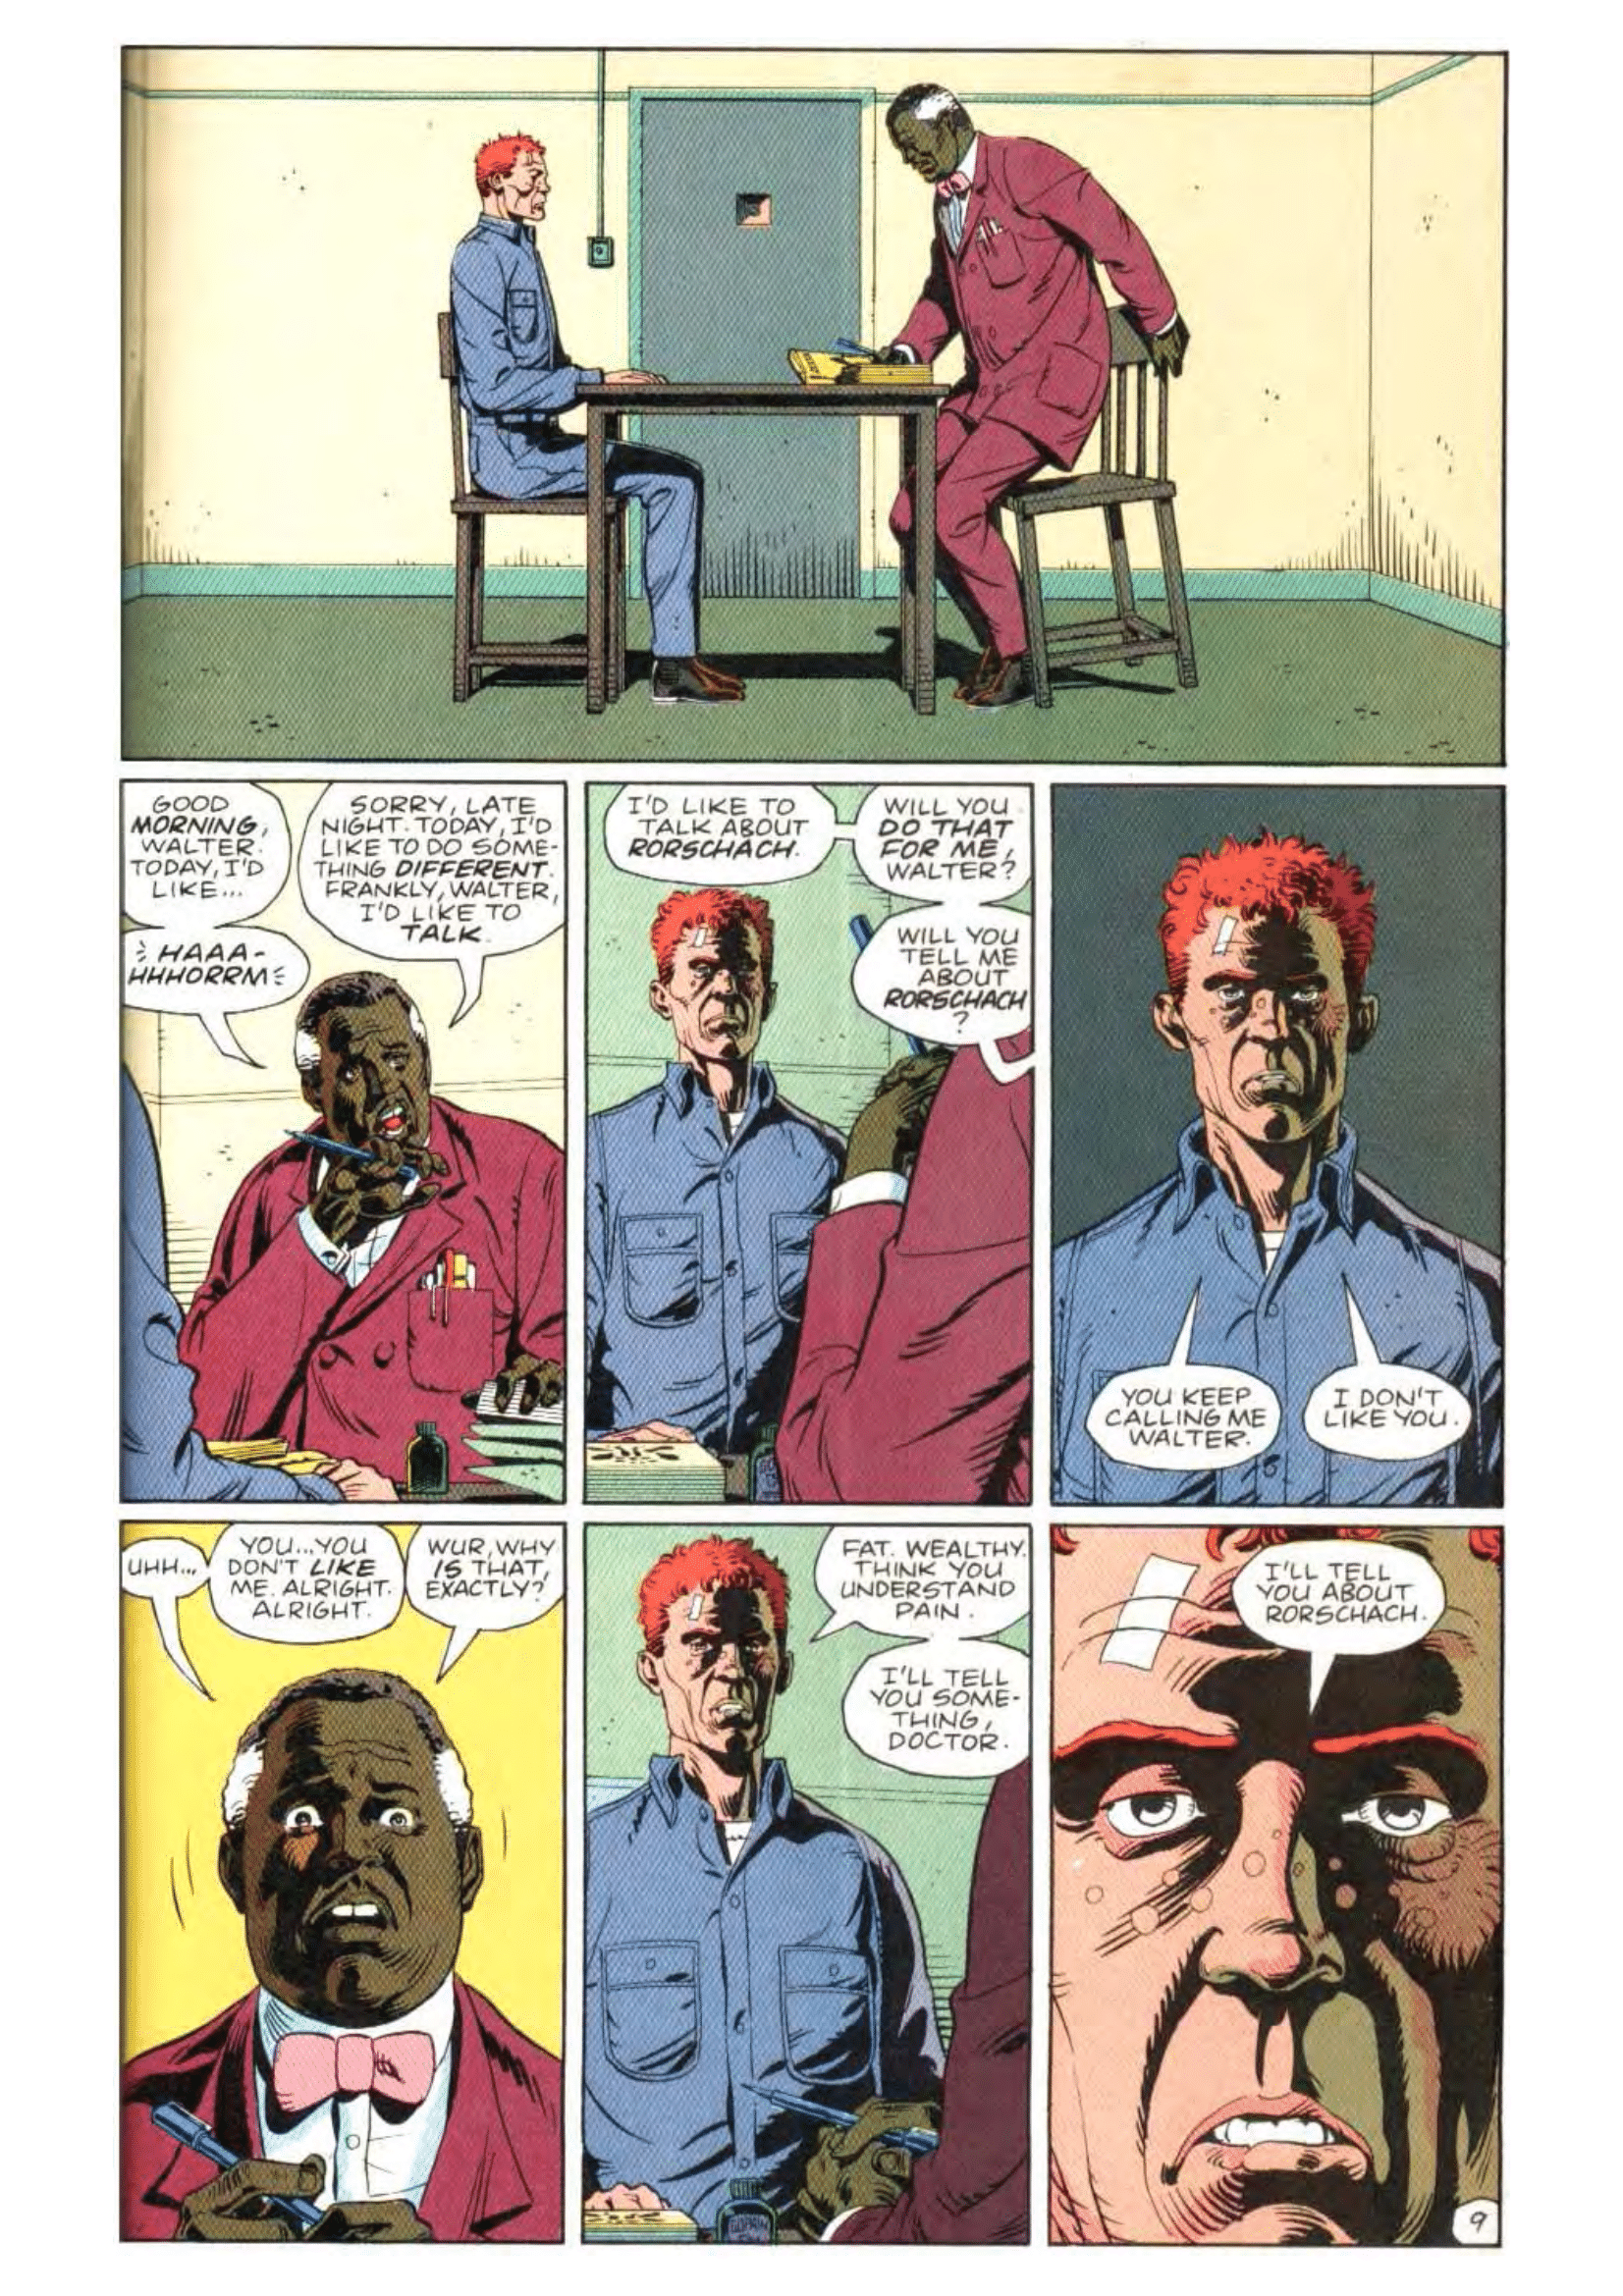 GOOD
MORNING,
WALTER.
TODAY, I'D
LIKE...
HAAA-
HHHORRM
SORRY, LATE
NIGHT. TODAY, I'D
LIKE TO DO SOME-
THING DIFFERENT.
FRANKLY, WALTER,
I'D LIKE TO
TALK.
I'D LIKE TO
TALK ABOUT
RORSCHACH.
WILL YOU
DO THAT
FOR ME,
WALTER?
WILL YOU
TELL ME
ABOUT
RORSCHACH
?
YOU KEEP
CALLING ME
WALTER.
I DON'T
LIKE YOU.
UHH...
YOU...YOU
DON'T LIKE
ME. ALRIGHT.
ALRIGHT.
WUR, WHY
IS THAT,
EXACTLY?
FAT. WEALTHY.
THINK YOU
UNDERSTAND
PAIN.
I'LL TELL
YOU SOME-
THING,
DOCTOR.
I'LL TELL
YOU ABOUT
RORSCHACH.
9